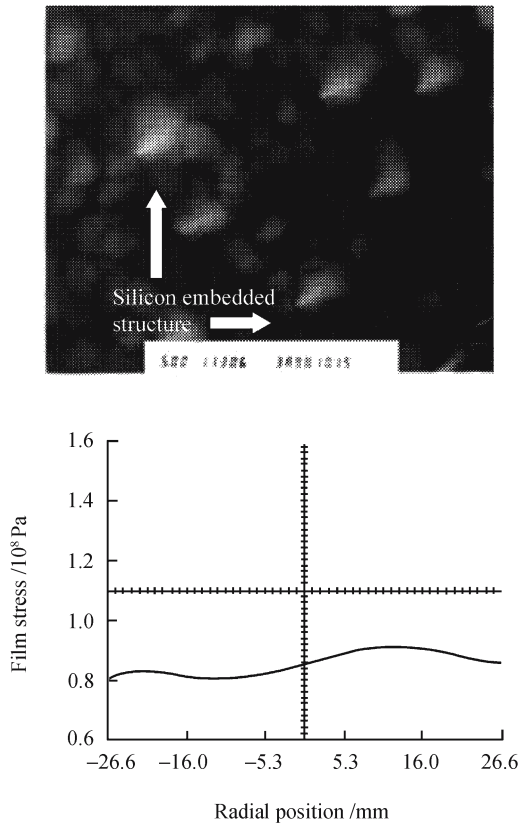 Silicon embedded
structure
1.6
1.4
1.2
1.0
0.8
0.6
Film stress /10⁸ Pa
−26.6 −16.0 −5.3 5.3 16.0 26.6
Radial position /mm